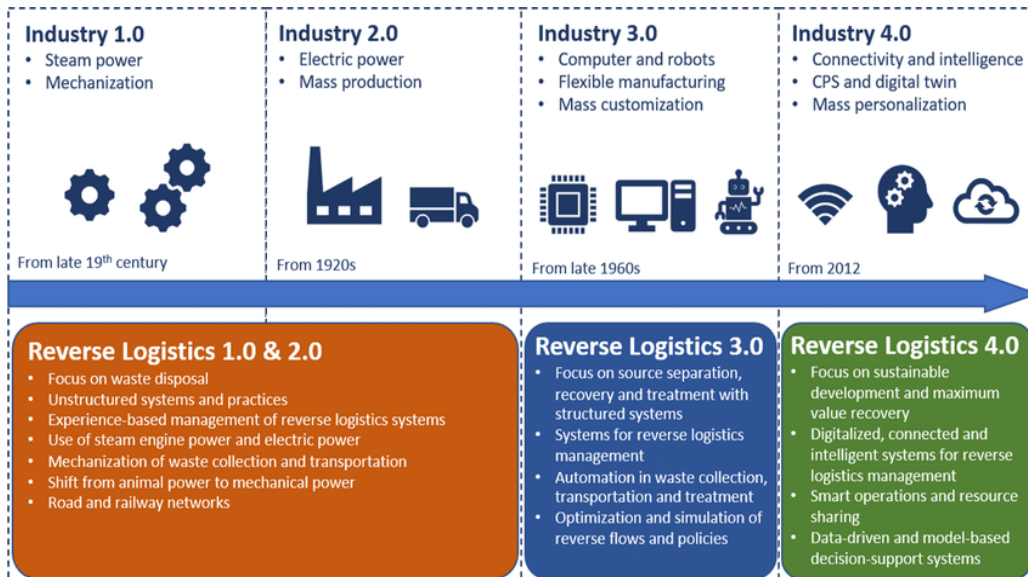 Industry 1.0
• Steam power
• Mechanization
From late 19th century
Industry 2.0
• Electric power
• Mass production
From 1920s
Industry 3.0
• Computer and robots
• Flexible manufacturing
• Mass customization
From late 1960s
Industry 4.0
• Connectivity and intelligence
• CPS and digital twin
• Mass personalization
From 2012
Reverse Logistics 1.0 & 2.0
• Focus on waste disposal
• Unstructured systems and practices
• Experience-based management of reverse logistics systems
• Use of steam engine power and electric power
• Mechanization of waste collection and transportation
• Shift from animal power to mechanical power
• Road and railway networks
Reverse Logistics 3.0
• Focus on source separation,
recovery and treatment with
structured systems
• Systems for reverse logistics
management
• Automation in waste collection,
transportation and treatment
• Optimization and simulation of
reverse flows and policies
Reverse Logistics 4.0
• Focus on sustainable
development and maximum
value recovery
• Digitalized, connected and
intelligent systems for reverse
logistics management
• Smart operations and resource
sharing
• Data-driven and model-based
decision-support systems